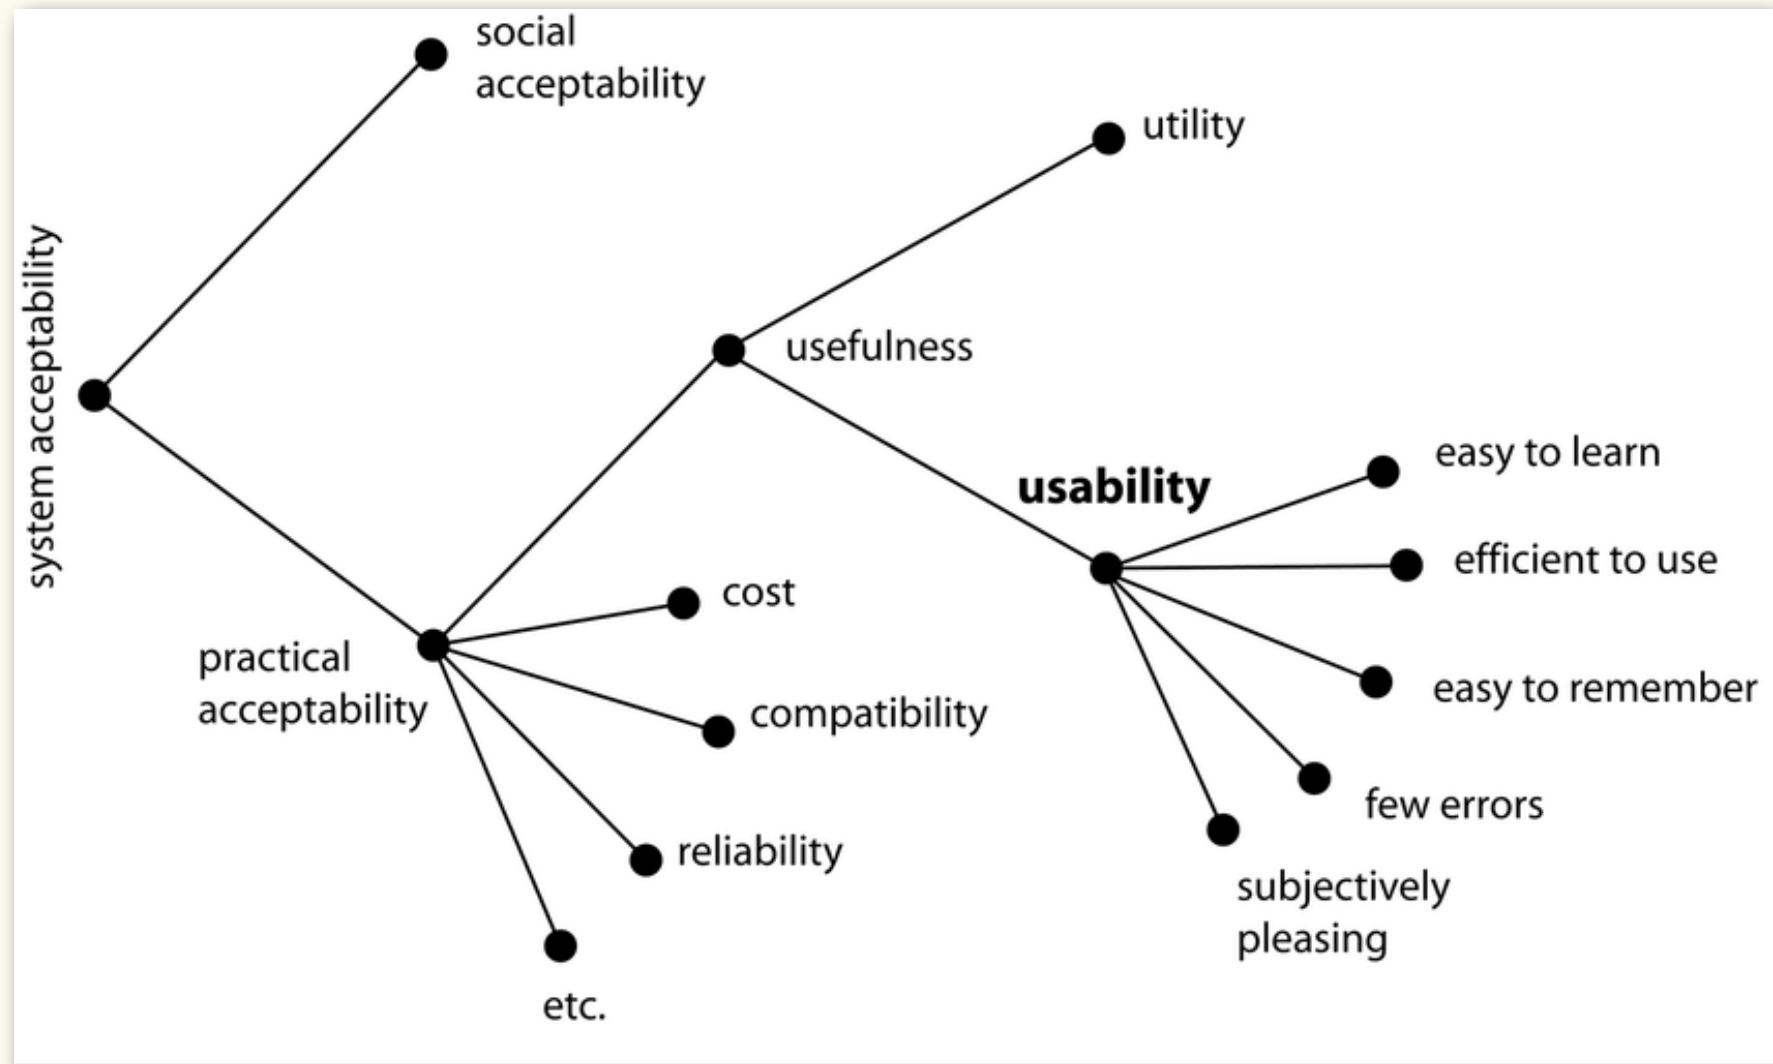 social
acceptability
utility
system acceptability
usefulness
easy to learn
usability
efficient to use
cost
practical
acceptability
easy to remember
compatibility
few errors
reliability
subjectively
pleasing
etc.